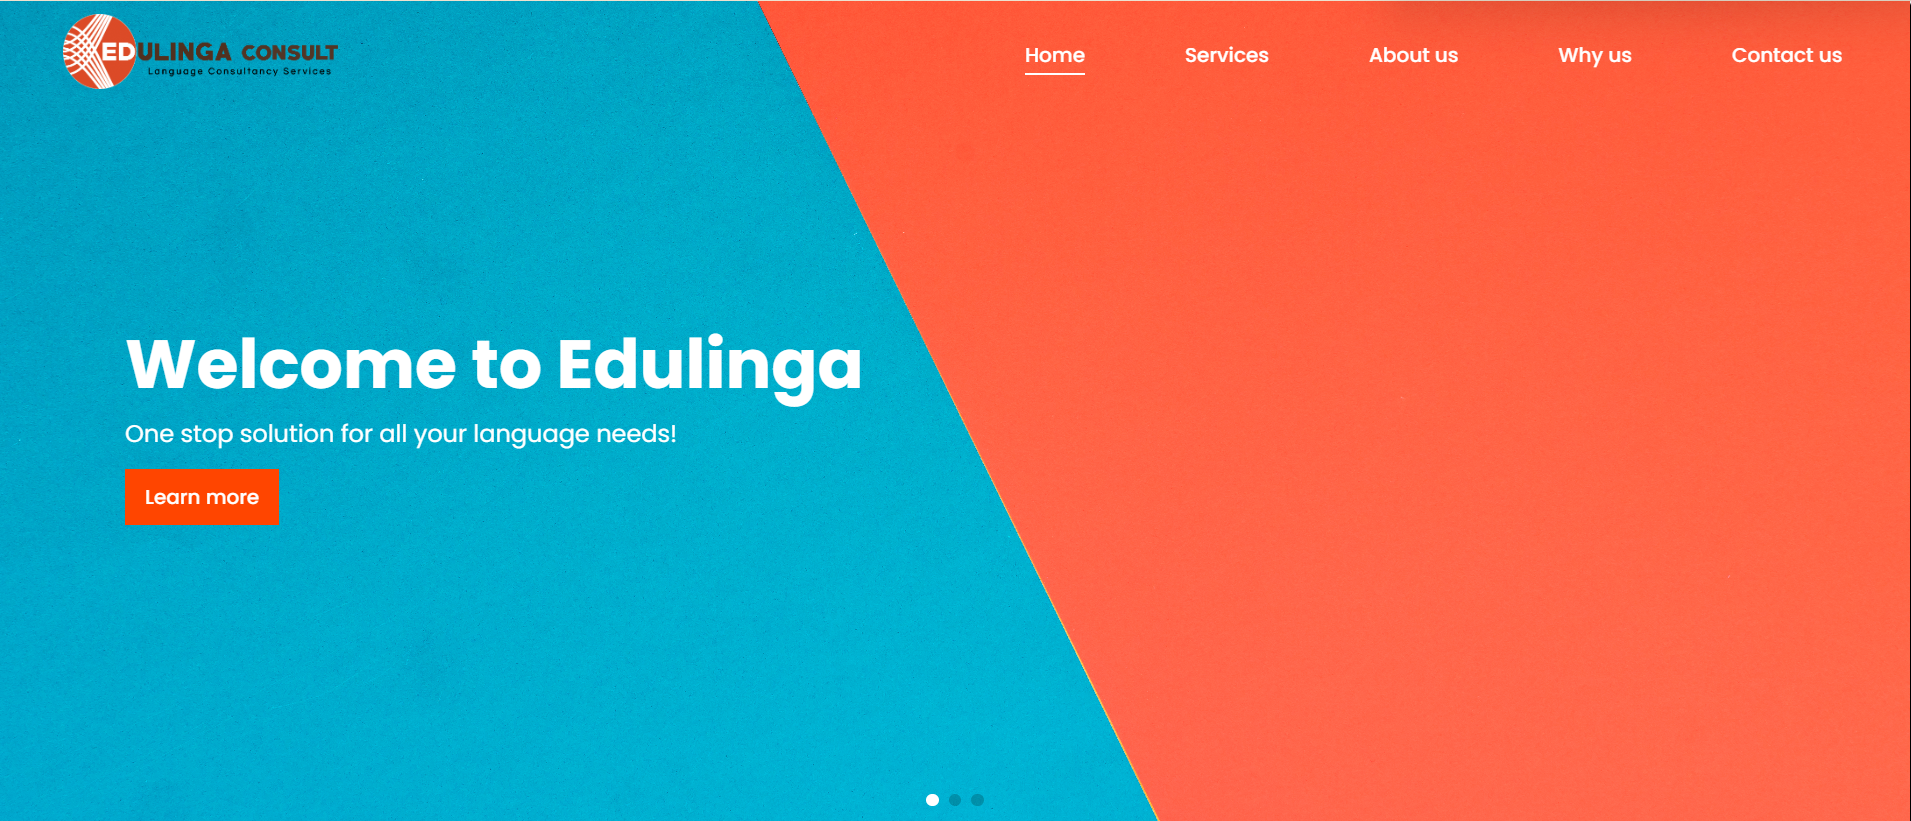 EDULINGA CONSULT
Language Consultancy Services
Home Services About us Why us Contact us
Welcome to Edulinga
One stop solution for all your language needs!
Learn more